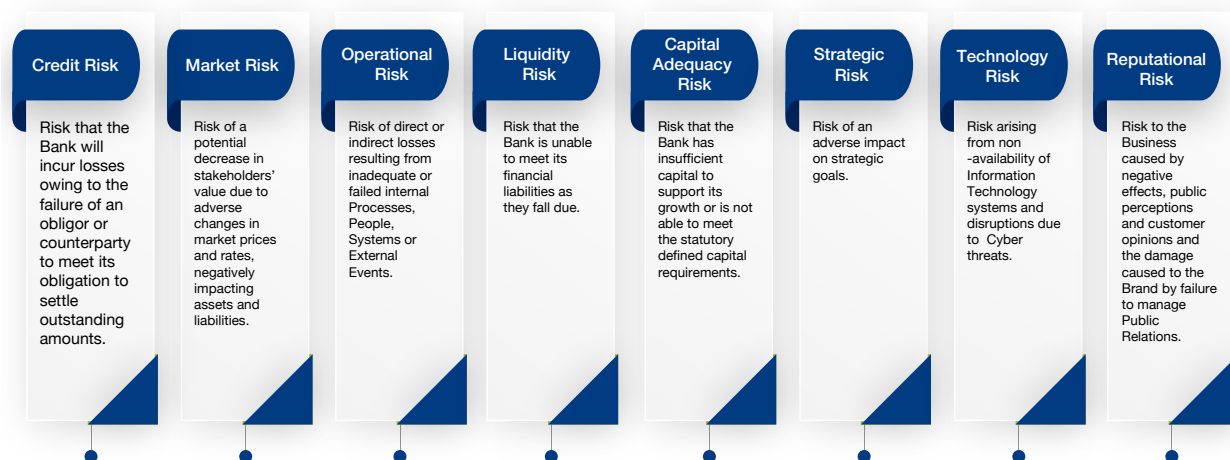 Credit Risk
Risk that the
Bank will
incur losses
owing to the
failure of an
obligor or
counterparty
to meet its
obligation to
settle
outstanding
amounts.
Market Risk
Risk of a
potential
decrease in
stakeholders’
value due to
adverse
changes in
market prices
and rates,
negatively
impacting
assets and
liabilities.
Operational
Risk
Risk of direct or
indirect losses
resulting from
inadequate or
failed internal
Processes,
People,
Systems or
External
Events.
Liquidity
Risk
Risk that the
Bank is unable
to meet its
financial
liabilities as
they fall due.
Capital
Adequacy
Risk
Risk that the
Bank has
insufficient
capital to
support its
growth or is not
able to meet
the statutory
defined capital
requirements.
Strategic
Risk
Risk of an
adverse impact
on strategic
goals.
Technology
Risk
Risk arising
from non
-availability of
Information
Technology
systems and
disruptions due
to Cyber
threats.
Reputational
Risk
Risk to the
Business
caused by
negative
effects, public
perceptions
and customer
opinions and
the damage
caused to the
Brand by failure
to manage
Public
Relations.